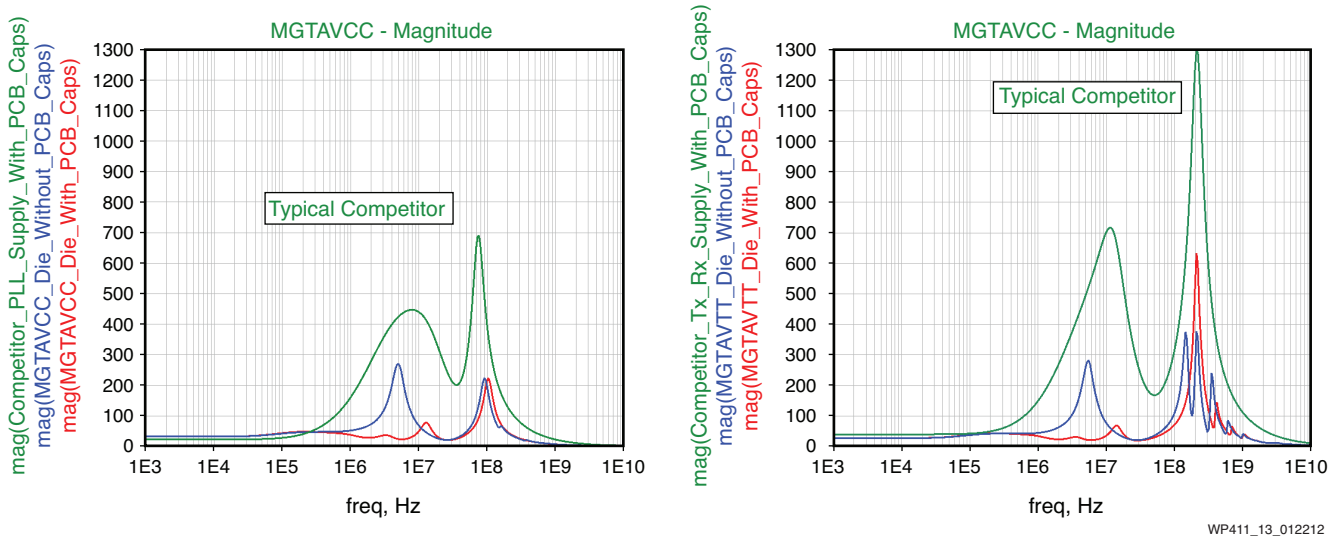 MGTAVCC - Magnitude
mag(Competitor_PLL_Supply_With_PCB_Caps)
mag(MGTAVCC_Die_Without_PCB_Caps)
mag(MGTAVCC_Die_With_PCB_Caps)
1300
1200
1100
1000
900
800
700
600
500
400
300
200
100
0
Typical Competitor
1E3 1E4 1E5 1E6 1E7 1E8 1E9 1E10
freq, Hz
MGTAVCC - Magnitude
mag(Competitor_Tx_Rx_Supply_With_PCB_Caps)
mag(MGTAVTT_Die_Without_PCB_Caps)
mag(MGTAVTT_Die_With_PCB_Caps)
1300
1200
1100
1000
900
800
700
600
500
400
300
200
100
0
Typical Competitor
1E3 1E4 1E5 1E6 1E7 1E8 1E9 1E10
freq, Hz
WP411_13_012212